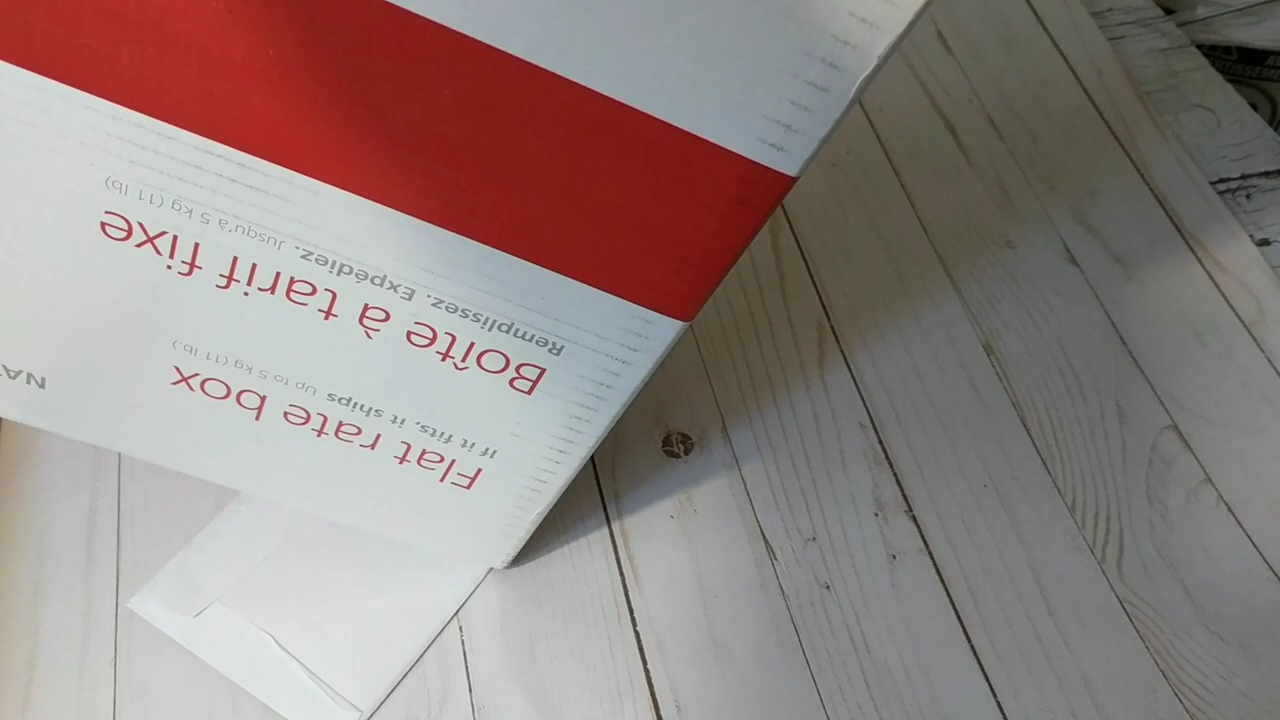 Flat rate box
If it fits, it ships Up to 5 kg (11 lb.)
Boîte à tarif fixe
Remplissez. Expédiez. Jusqu'à 5 kg (11 lb)